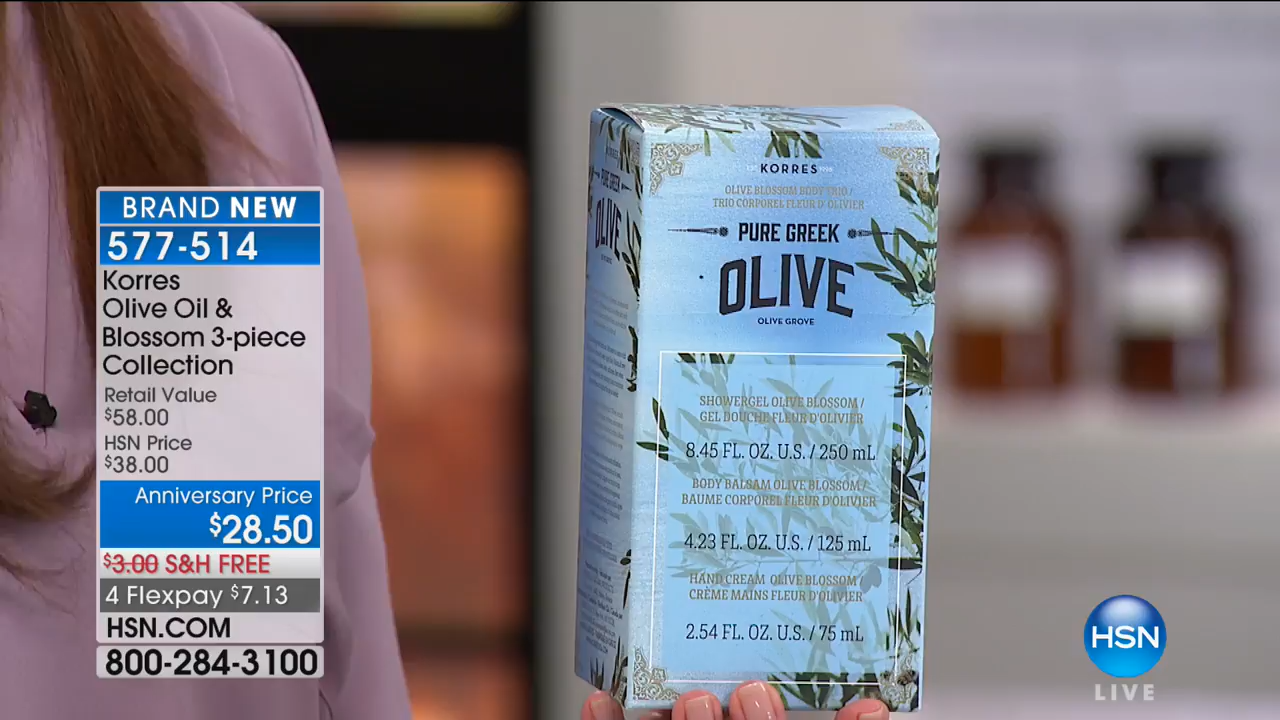 BRAND NEW
577-514
Korres
Olive Oil &
Blossom 3-piece
Collection
Retail Value
$58.00
HSN Price
$38.00
Anniversary Price
$28.50
$3.00 S&H FREE
4 Flexpay $7.13
HSN.COM
800-284-3100
KORRES
OLIVE BLOSSOM BODY TRIO /
TRIO CORPOREL FLEUR D'OLIVIER
PURE GREEK
OLIVE
OLIVE GROVE
SHOWERGEL OLIVE BLOSSOM /
GEL DOUCHE FLEUR D'OLIVIER
8.45 FL. OZ. U.S. / 250 mL
BODY BALSAM OLIVE BLOSSOM /
BAUME CORPOREL FLEUR D'OLIVIER
4.23 FL. OZ. U.S. / 125 mL
HAND CREAM OLIVE BLOSSOM /
CRÈME MAINS FLEUR D'OLIVIER
2.54 FL. OZ. U.S. / 75 mL
KORRES
PURE GREEK
OLIVE
HSN
LIVE